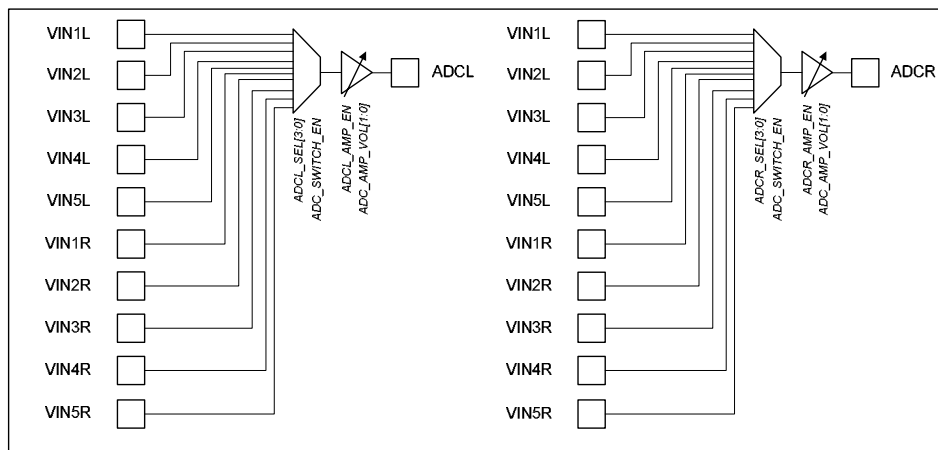 VIN1L
VIN2L
VIN3L
VIN4L
VIN5L
VIN1R
VIN2R
VIN3R
VIN4R
VIN5R
ADCL_SEL[3:0]
ADC_SWITCH_EN
ADCL_AMP_EN
ADC_AMP_VOL[1:0]
ADCL
VIN1L
VIN2L
VIN3L
VIN4L
VIN5L
VIN1R
VIN2R
VIN3R
VIN4R
VIN5R
ADCR_SEL[3:0]
ADC_SWITCH_EN
ADCR_AMP_EN
ADC_AMP_VOL[1:0]
ADCR